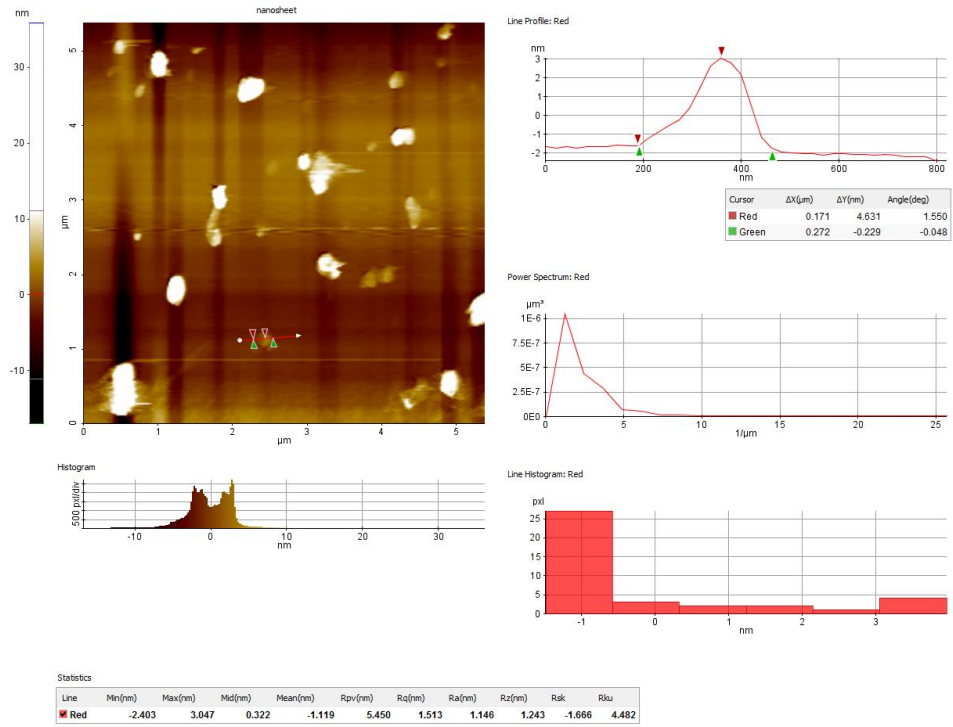 nanosheet
nm
30
20
10
0
-10
μm
5
4
3
2
1
0
0 1 2 3 4 5
μm
Line Profile: Red
nm
3
2
1
0
-1
-2
0 200 400 600 800
nm
Cursor ΔX(μm) ΔY(nm) Angle(deg)
Red 0.171 4.631 1.550
Green 0.272 -0.229 -0.048
Power Spectrum: Red
μm³
1E-6
7.5E-7
5E-7
2.5E-7
0E0
0 5 10 15 20 25
1/μm
Histogram
500 pxl/div
-10 0 10 20 30
nm
Line Histogram: Red
pxl
25
20
15
10
5
0
-1 0 1 2 3
nm
Statistics
Line Min(nm) Max(nm) Mid(nm) Mean(nm) Rpv(nm) Rq(nm) Ra(nm) Rz(nm) Rsk Rku
Red -2.403 3.047 0.322 -1.119 5.450 1.513 1.146 1.243 -1.666 4.482